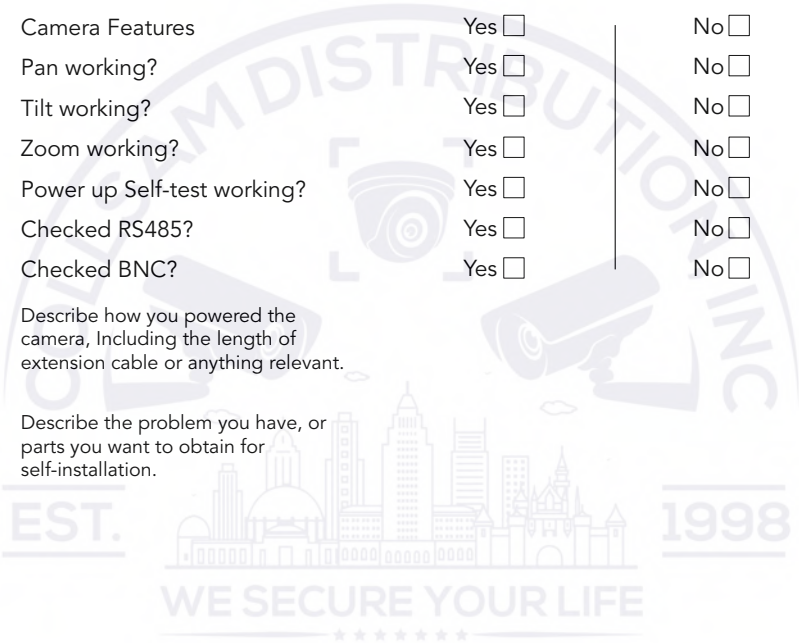 Camera Features Yes No
Pan working? Yes No
Tilt working? Yes No
Zoom working? Yes No
Power up Self-test working? Yes No
Checked RS485? Yes No
Checked BNC? Yes No
Describe how you powered the
camera, Including the length of
extension cable or anything relevant.
Describe the problem you have, or
parts you want to obtain for
self-installation.
COOLSAM DISTRIBUTION INC
EST. 1998
WE SECURE YOUR LIFE